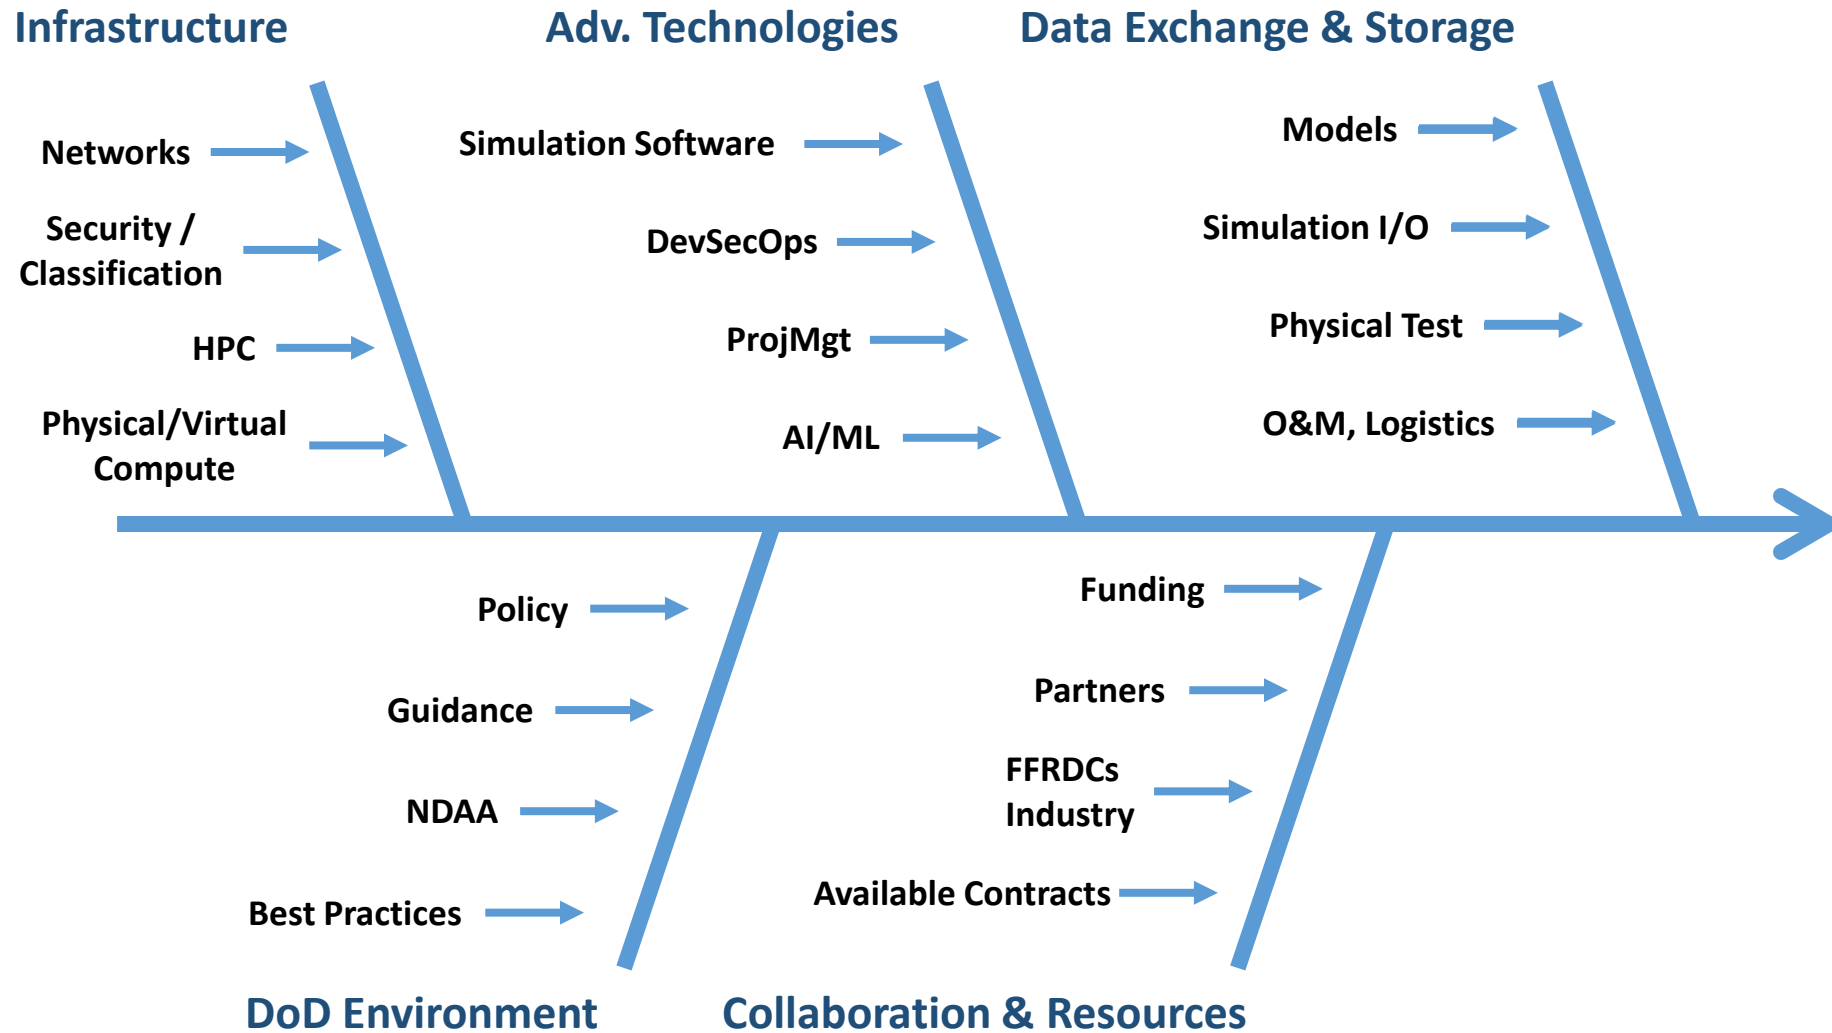 Infrastructure
Networks
Security /
Classification
HPC
Physical/Virtual
Compute
Adv. Technologies
Simulation Software
DevSecOps
ProjMgt
AI/ML
Data Exchange & Storage
Models
Simulation I/O
Physical Test
O&M, Logistics
Policy
Guidance
NDAA
Best Practices
DoD Environment
Funding
Partners
FFRDCs
Industry
Available Contracts
Collaboration & Resources